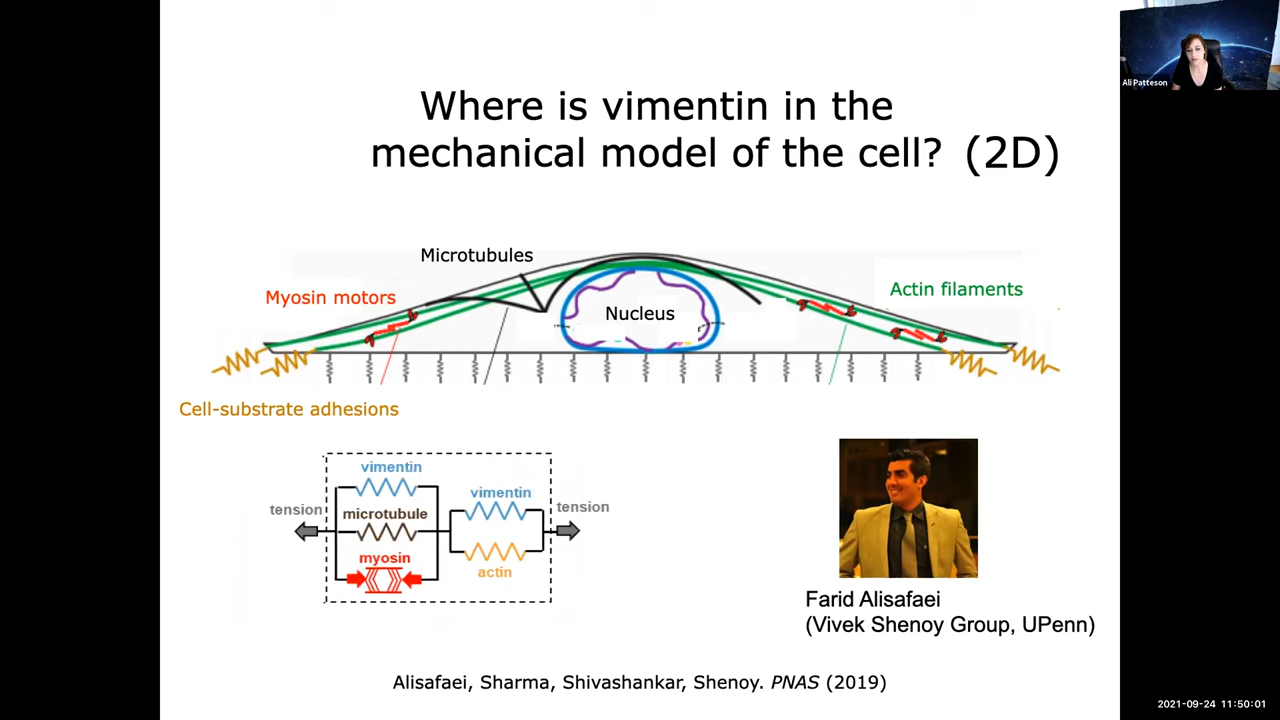 Ali Patteson
Where is vimentin in the
mechanical model of the cell? (2D)
Microtubules
Myosin motors
Actin filaments
Nucleus
Cell-substrate adhesions
vimentin
vimentin
tension
tension
microtubule
myosin
actin
Farid Alisafaei
(Vivek Shenoy Group, UPenn)
Alisafaei, Sharma, Shivashankar, Shenoy. PNAS (2019)
2021-09-24 11:50:01